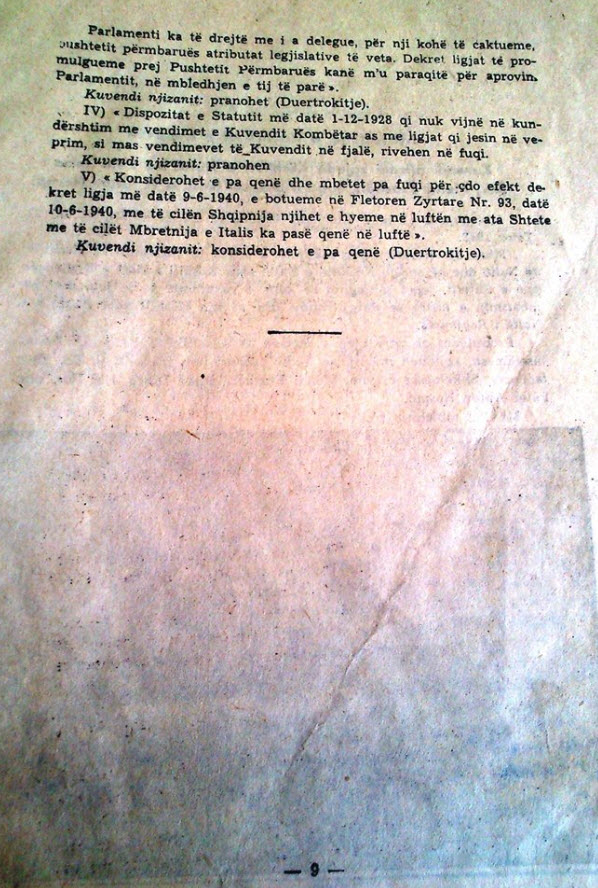 Parlamenti ka të drejtë me i a delegue, për nji kohë të caktueme,
pushtetit përmbaruës atributat legjislative të veta. Dekret ligjat të pro-
mulgueme prej Pushtetit Përmbaruës kanë m'u paraqitë për aprovim
Parlamentit, në mbledhjen e tij të parë ».
Kuvendi njizanit: pranohet (Duertrokitje).
IV) « Dispozitat e Statutit më datë 1-12-1928 qi nuk vijnë në kun-
dërshtim me vendimet e Kuvendit Kombëtar as me ligjat qi jesin në ve-
prim, si mas vendimevet të Kuvendit në fjalë, rivehen në fuqi.
Kuvendi njizanit: pranohen
V) « Konsiderohet e pa qenë dhe mbetet pa fuqi për çdo efekt de-
kret ligja më datë 9-6-1940, e botueme në Fletoren Zyrtare Nr. 93, datë
10-6-1940, me të cilën Shqipnija njihet e hyeme në luftën me ata Shtete
me të cilët Mbretnija e Italis ka pasë qenë në luftë ».
Kuvendi njizanit: konsiderohet e pa qenë (Duertrokitje).
— 9 —